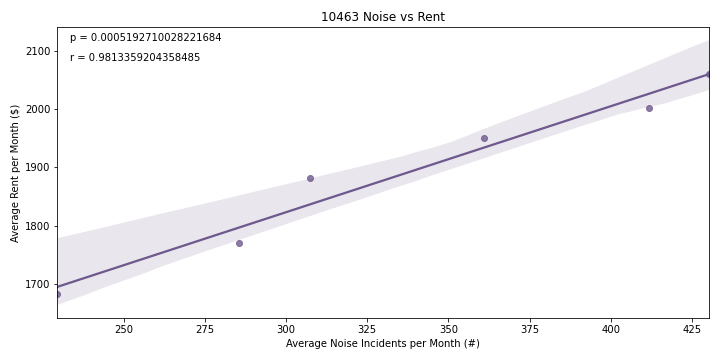 10463 Noise vs Rent
p = 0.0005192710028221684
r = 0.9813359204358485
2100
2000
1900
1800
1700
Average Rent per Month ($)
250 275 300 325 350 375 400 425
Average Noise Incidents per Month (#)